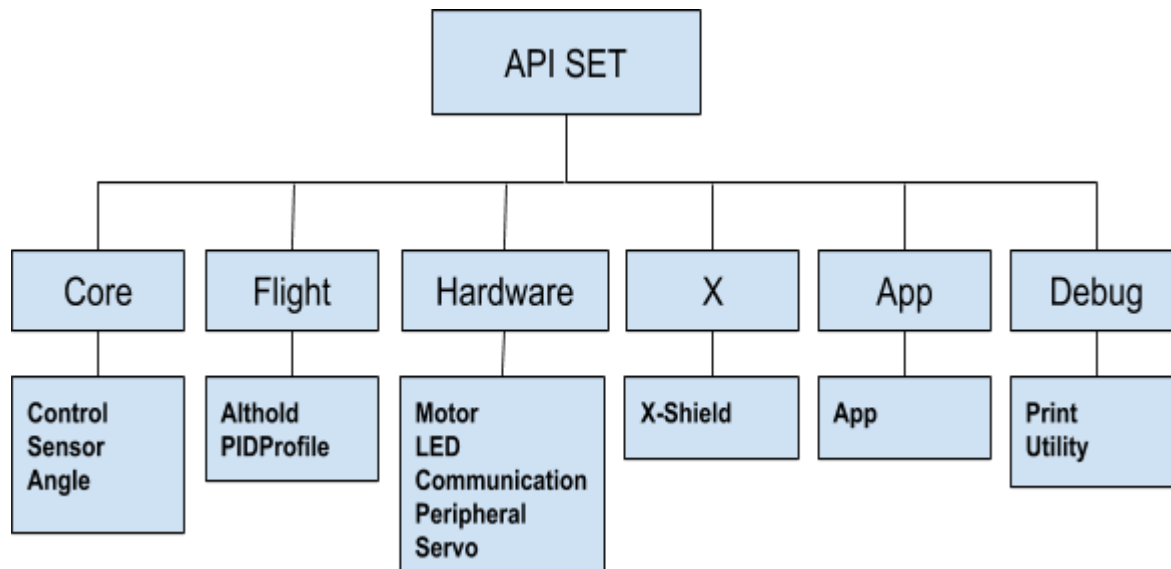 API SET
Core
Flight
Hardware
X
App
Debug
Control
Sensor
Angle
Althold
PIDProfile
Motor
LED
Communication
Peripheral
Servo
X-Shield
App
Print
Utility